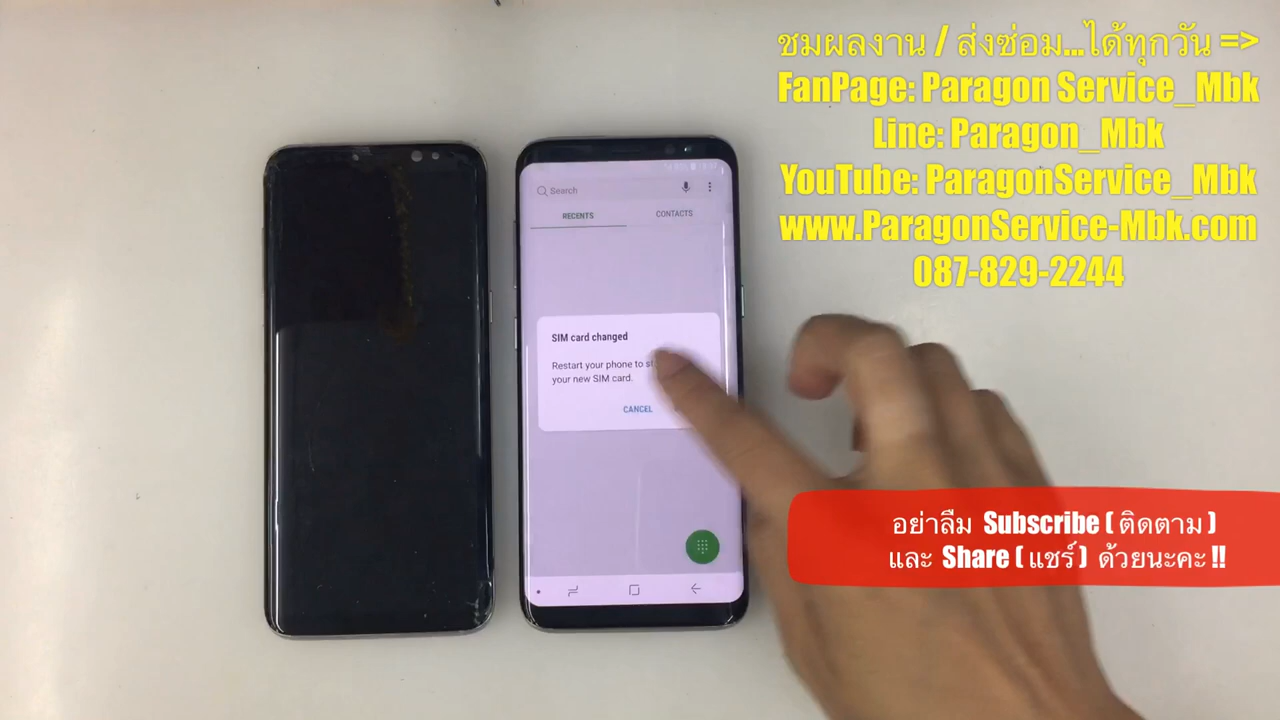 ชมผลงาน / ส่งซ่อม...ได้ทุกวัน =>
FanPage: Paragon Service_Mbk
Line: Paragon_Mbk
YouTube: ParagonService_Mbk
www.ParagonService-Mbk.com
087-829-2244
Search
RECENTS CONTACTS
SIM card changed
Restart your phone to
your new SIM card.
CANCEL
อย่าลืม Subscribe ( ติดตาม )
และ Share ( แชร์ ) ด้วยนะคะ !!